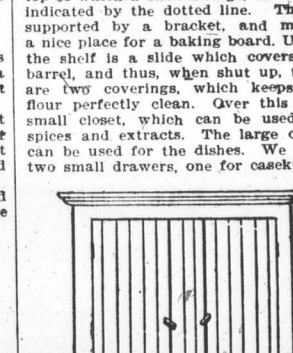 indicated by the dotted line.
supported by a bracket, and
a nice place for a baking board.
the shelf is a slide which covers
barrel, and thus, when shut up,
are two coverings, which keeps
flour perfectly clean. Over this
small closet, which can be used
spices and extracts. The large
can be used for the dishes. We
two small drawers, one for